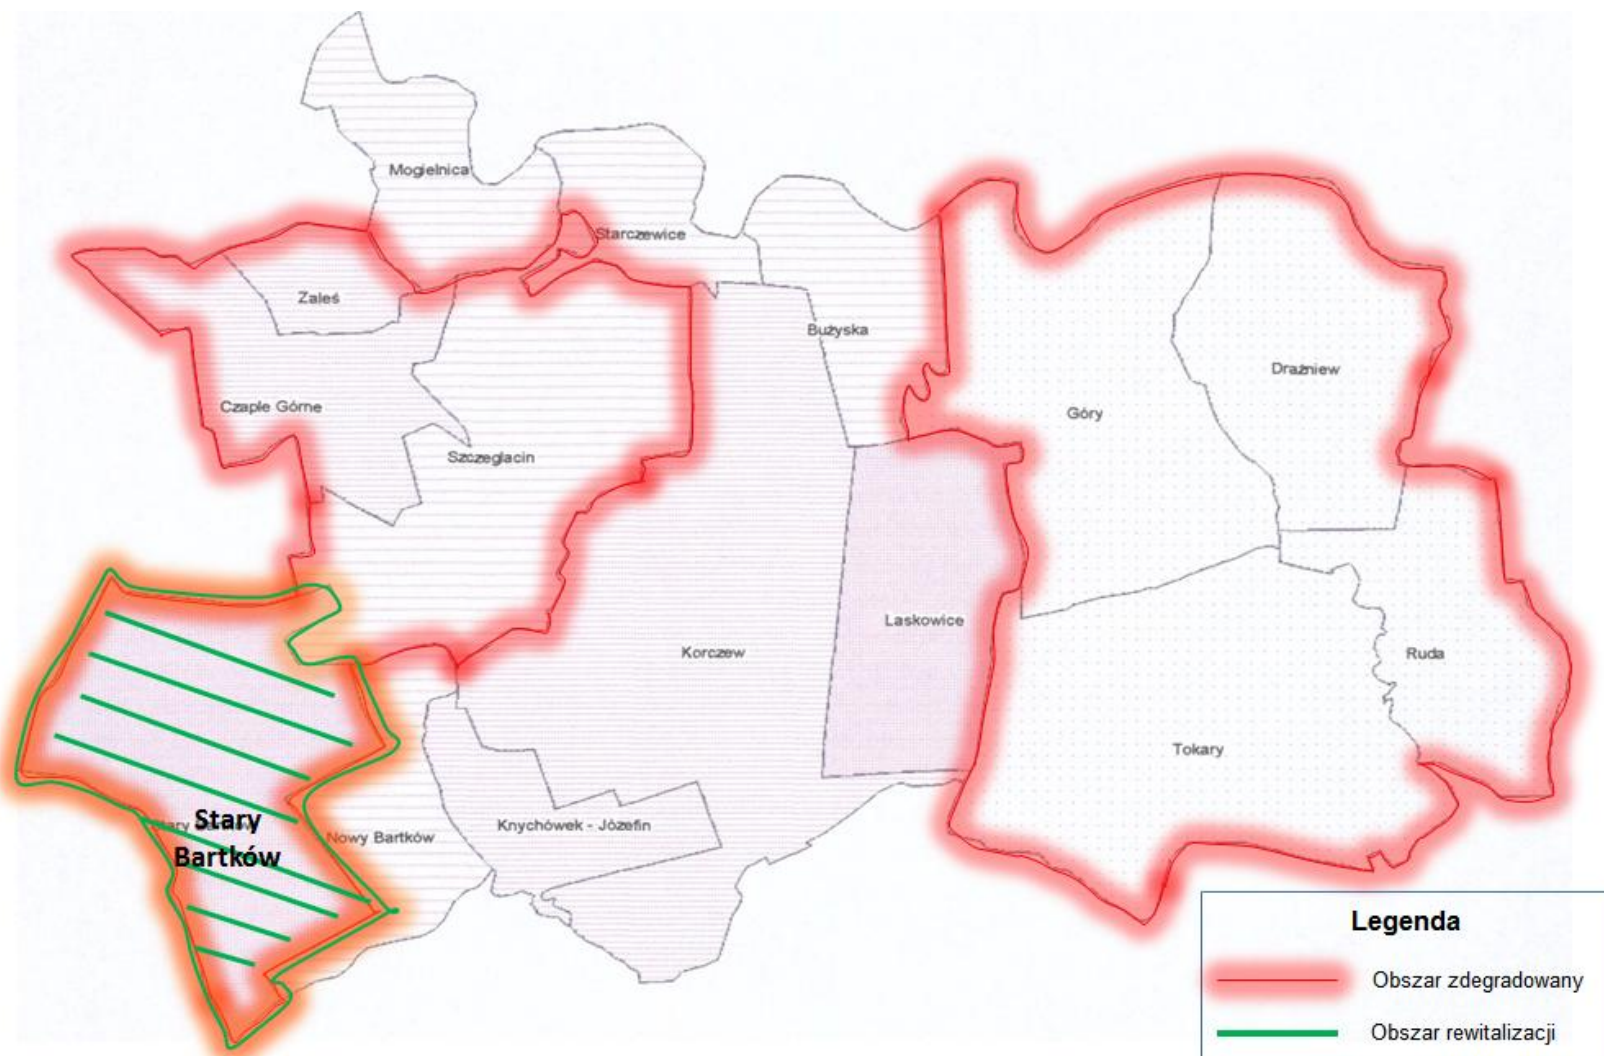 Mogielnica
Starczewice
Zaleś
Bużyska
Drażniew
Czaple Górne
Góry
Szczeglacin
Laskowice
Korczew
Ruda
Tokary
Stary
Bartków
Nowy Bartków
Knychówek - Józefin
Legenda
Obszar zdegradowany
Obszar rewitalizacji